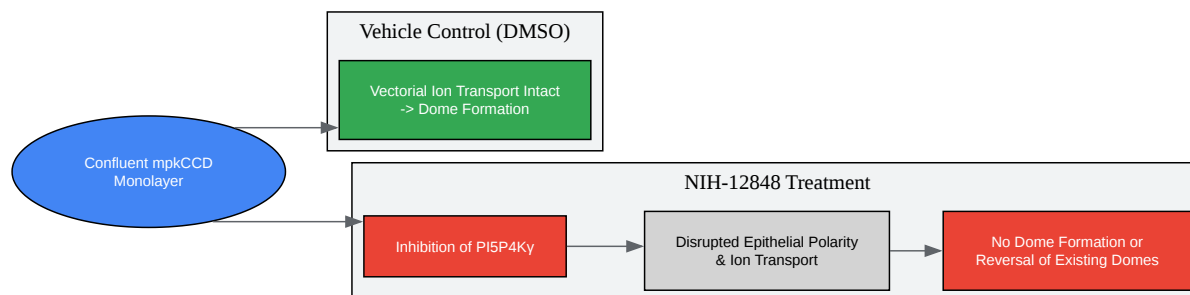 Vehicle Control (DMSO)
Vectorial Ion Transport Intact
-> Dome Formation
Confluent mpkCCD
Monolayer
NIH-12848 Treatment
Inhibition of PI5P4Kγ
Disrupted Epithelial Polarity
& Ion Transport
No Dome Formation or
Reversal of Existing Domes